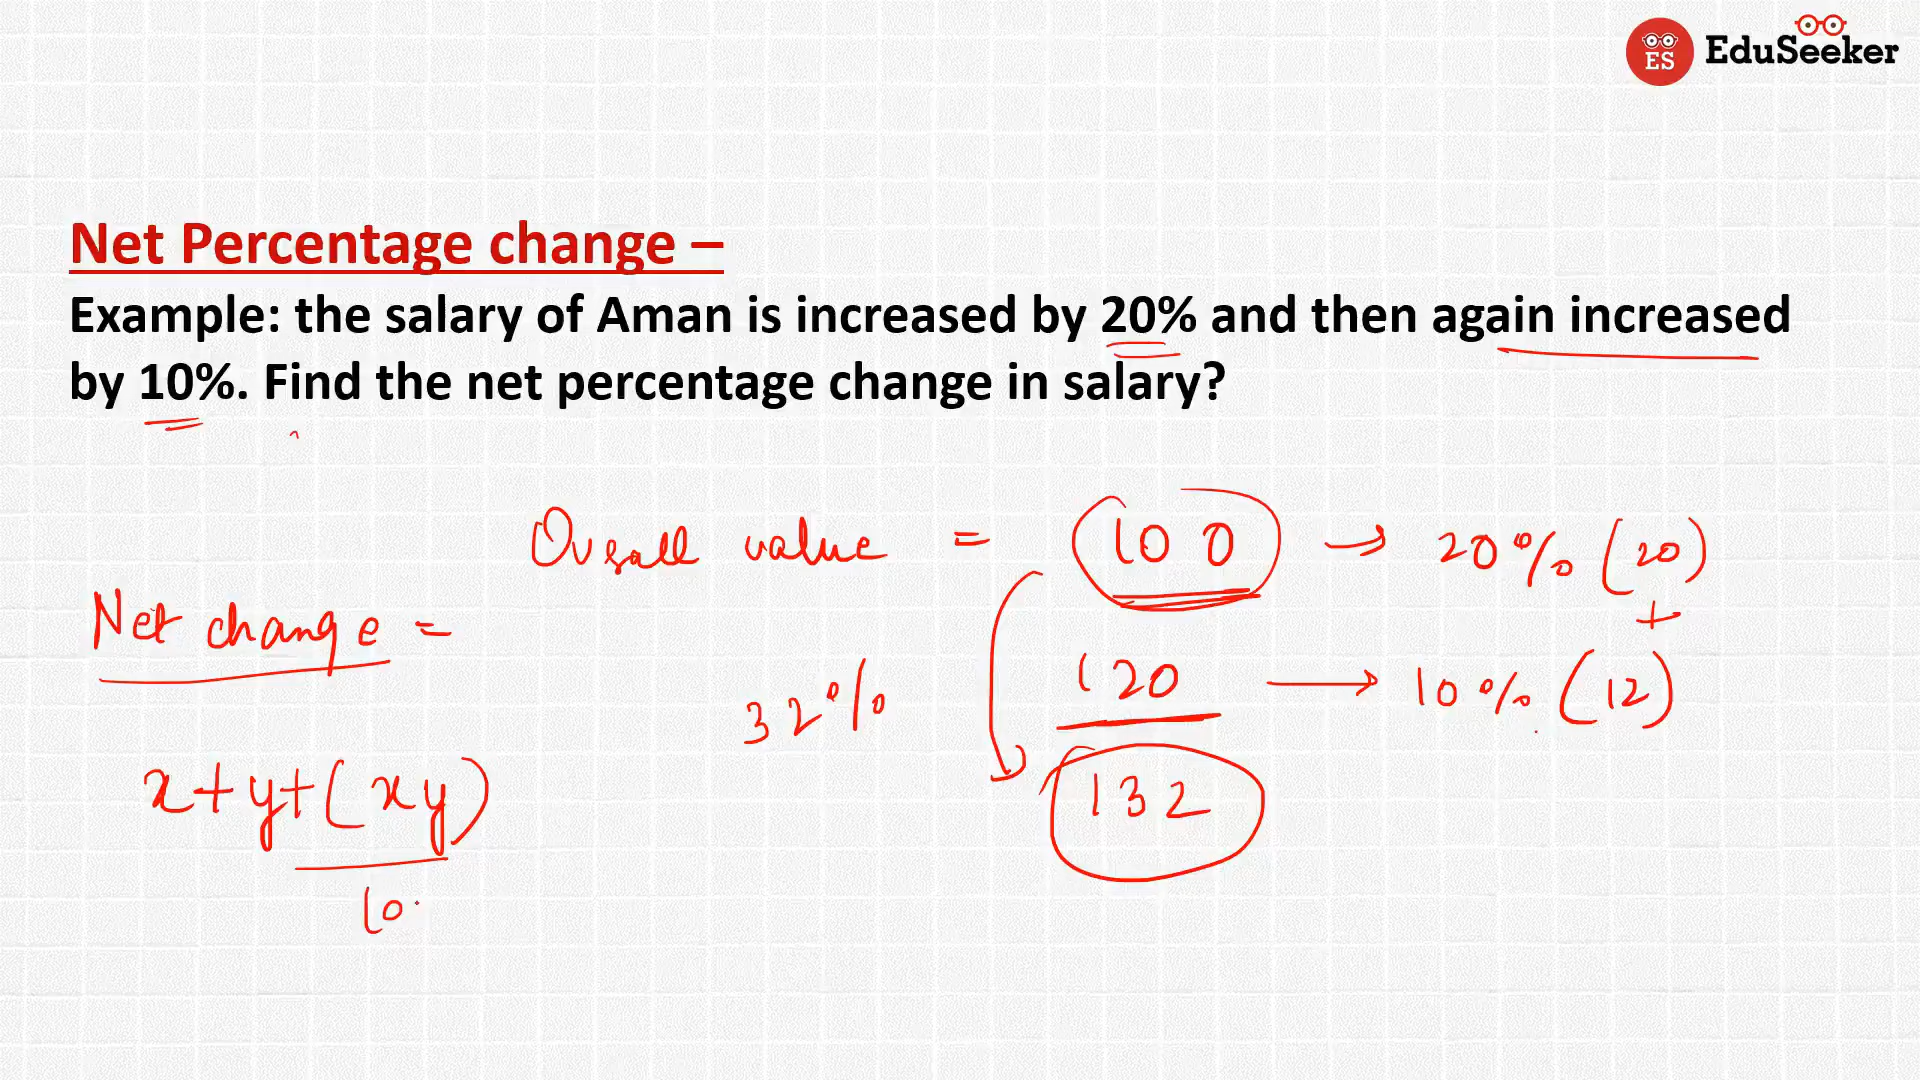 ES EduSeeker
Net Percentage change –
Example: the salary of Aman is increased by 20% and then again increased
by 10%. Find the net percentage change in salary?
Overall value = 100 → 20% (20)
+
Net change =
120 → 10% (12)
32%
x+y+(xy)
132
10